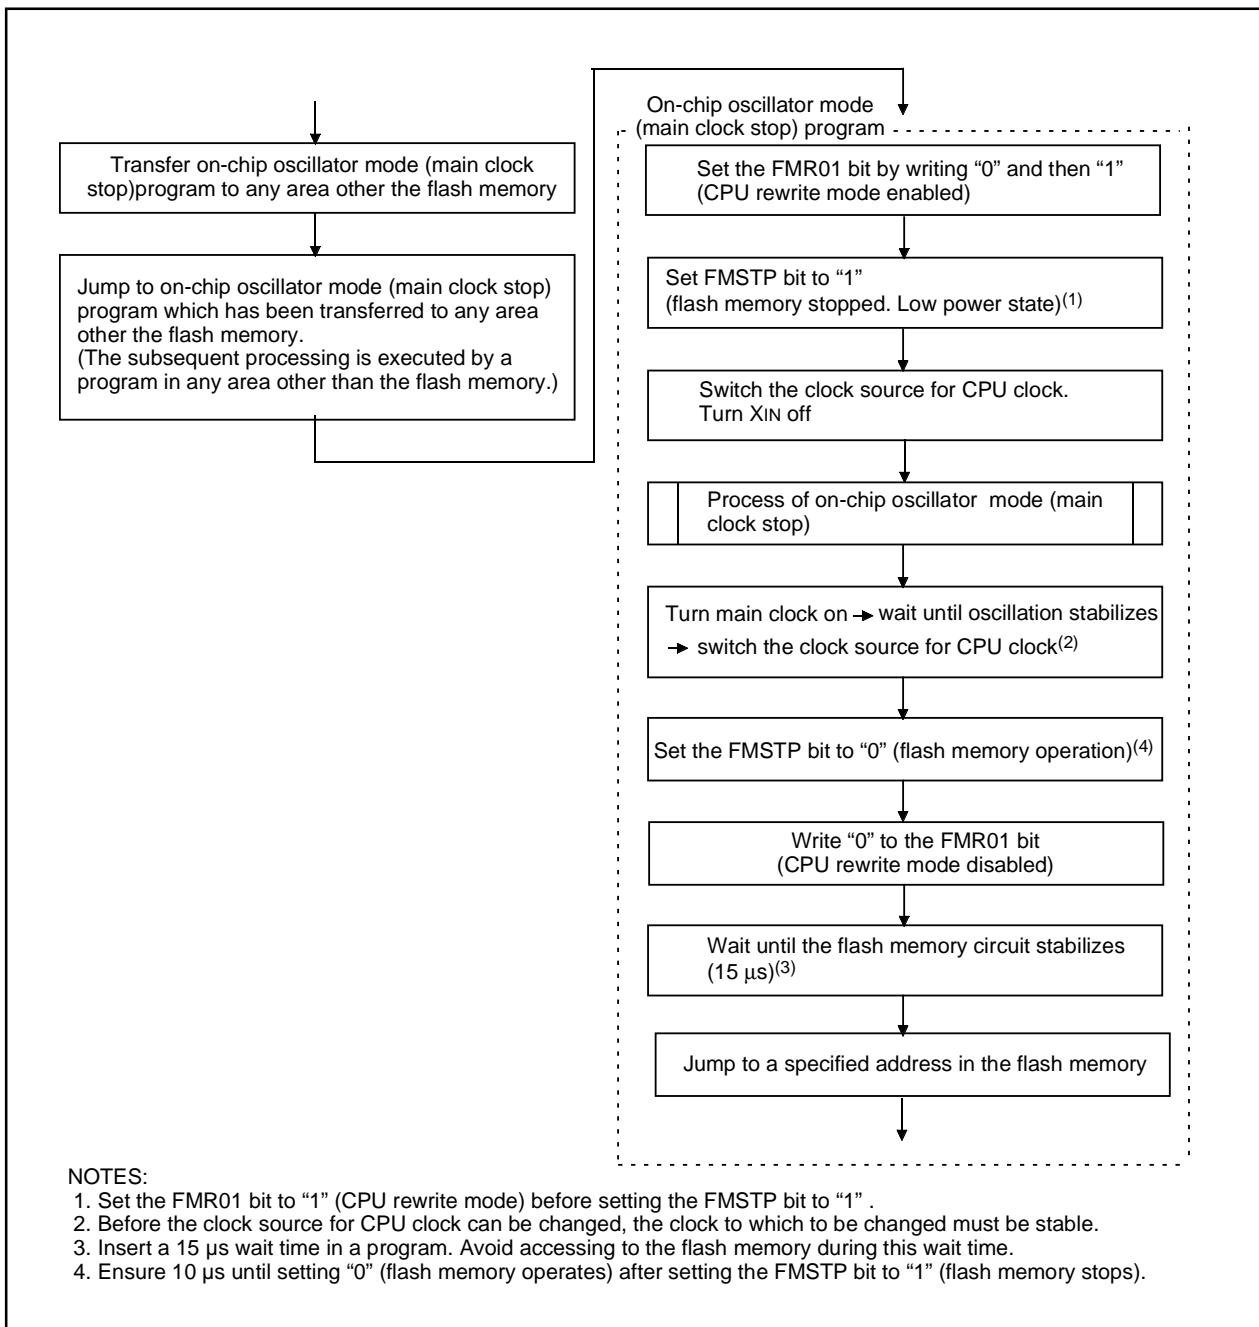 Transfer on-chip oscillator mode (main clock
stop)program to any area other the flash memory
Jump to on-chip oscillator mode (main clock stop)
program which has been transferred to any area
other the flash memory.
(The subsequent processing is executed by a
program in any area other than the flash memory.)
On-chip oscillator mode
(main clock stop) program
Set the FMR01 bit by writing “0” and then “1”
(CPU rewrite mode enabled)
Set FMSTP bit to “1”
(flash memory stopped. Low power state)(1)
Switch the clock source for CPU clock.
Turn XIN off
Process of on-chip oscillator mode (main
clock stop)
Turn main clock on → wait until oscillation stabilizes
→ switch the clock source for CPU clock(2)
Set the FMSTP bit to “0” (flash memory operation)(4)
Write “0” to the FMR01 bit
(CPU rewrite mode disabled)
Wait until the flash memory circuit stabilizes
(15 µs)(3)
Jump to a specified address in the flash memory
NOTES:
1. Set the FMR01 bit to “1” (CPU rewrite mode) before setting the FMSTP bit to “1” .
2. Before the clock source for CPU clock can be changed, the clock to which to be changed must be stable.
3. Insert a 15 µs wait time in a program. Avoid accessing to the flash memory during this wait time.
4. Ensure 10 µs until setting “0” (flash memory operates) after setting the FMSTP bit to “1” (flash memory stops).